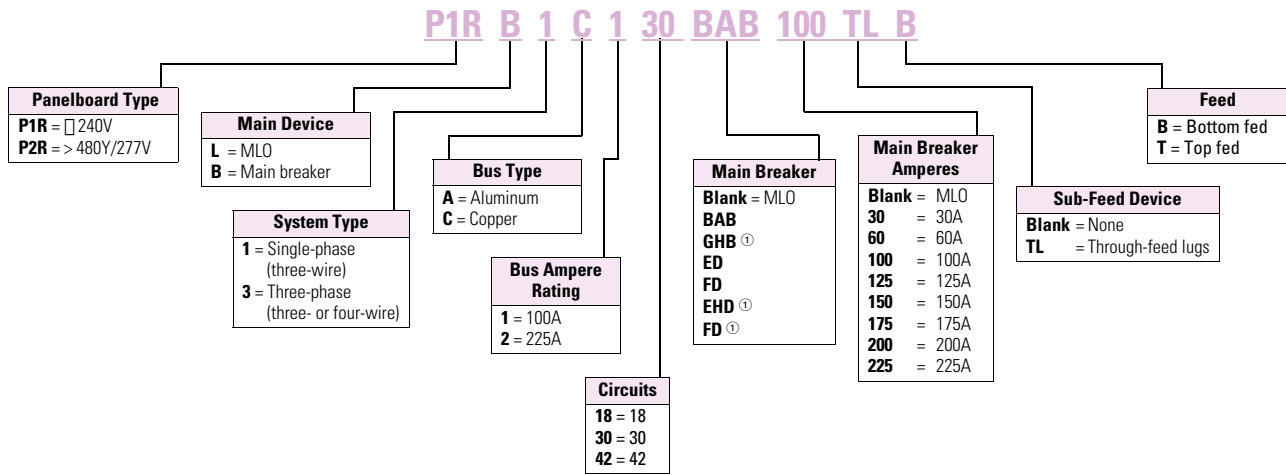 P1R B 1 C 1 30 BAB 100 TL B
Panelboard Type
P1R = 240V
P2R = > 480Y/277V
Main Device
L = MLO
B = Main breaker
System Type
1 = Single-phase
(three-wire)
3 = Three-phase
(three- or four-wire)
Bus Type
A = Aluminum
C = Copper
Bus Ampere
Rating
1 = 100A
2 = 225A
Circuits
18 = 18
30 = 30
42 = 42
Main Breaker
Blank = MLO
BAB
GHB ①
ED
FD
EHD ①
FD ①
Main Breaker
Amperes
Blank = MLO
30 = 30A
60 = 60A
100 = 100A
125 = 125A
150 = 150A
175 = 175A
200 = 200A
225 = 225A
Sub-Feed Device
Blank = None
TL = Through-feed lugs
Feed
B = Bottom fed
T = Top fed